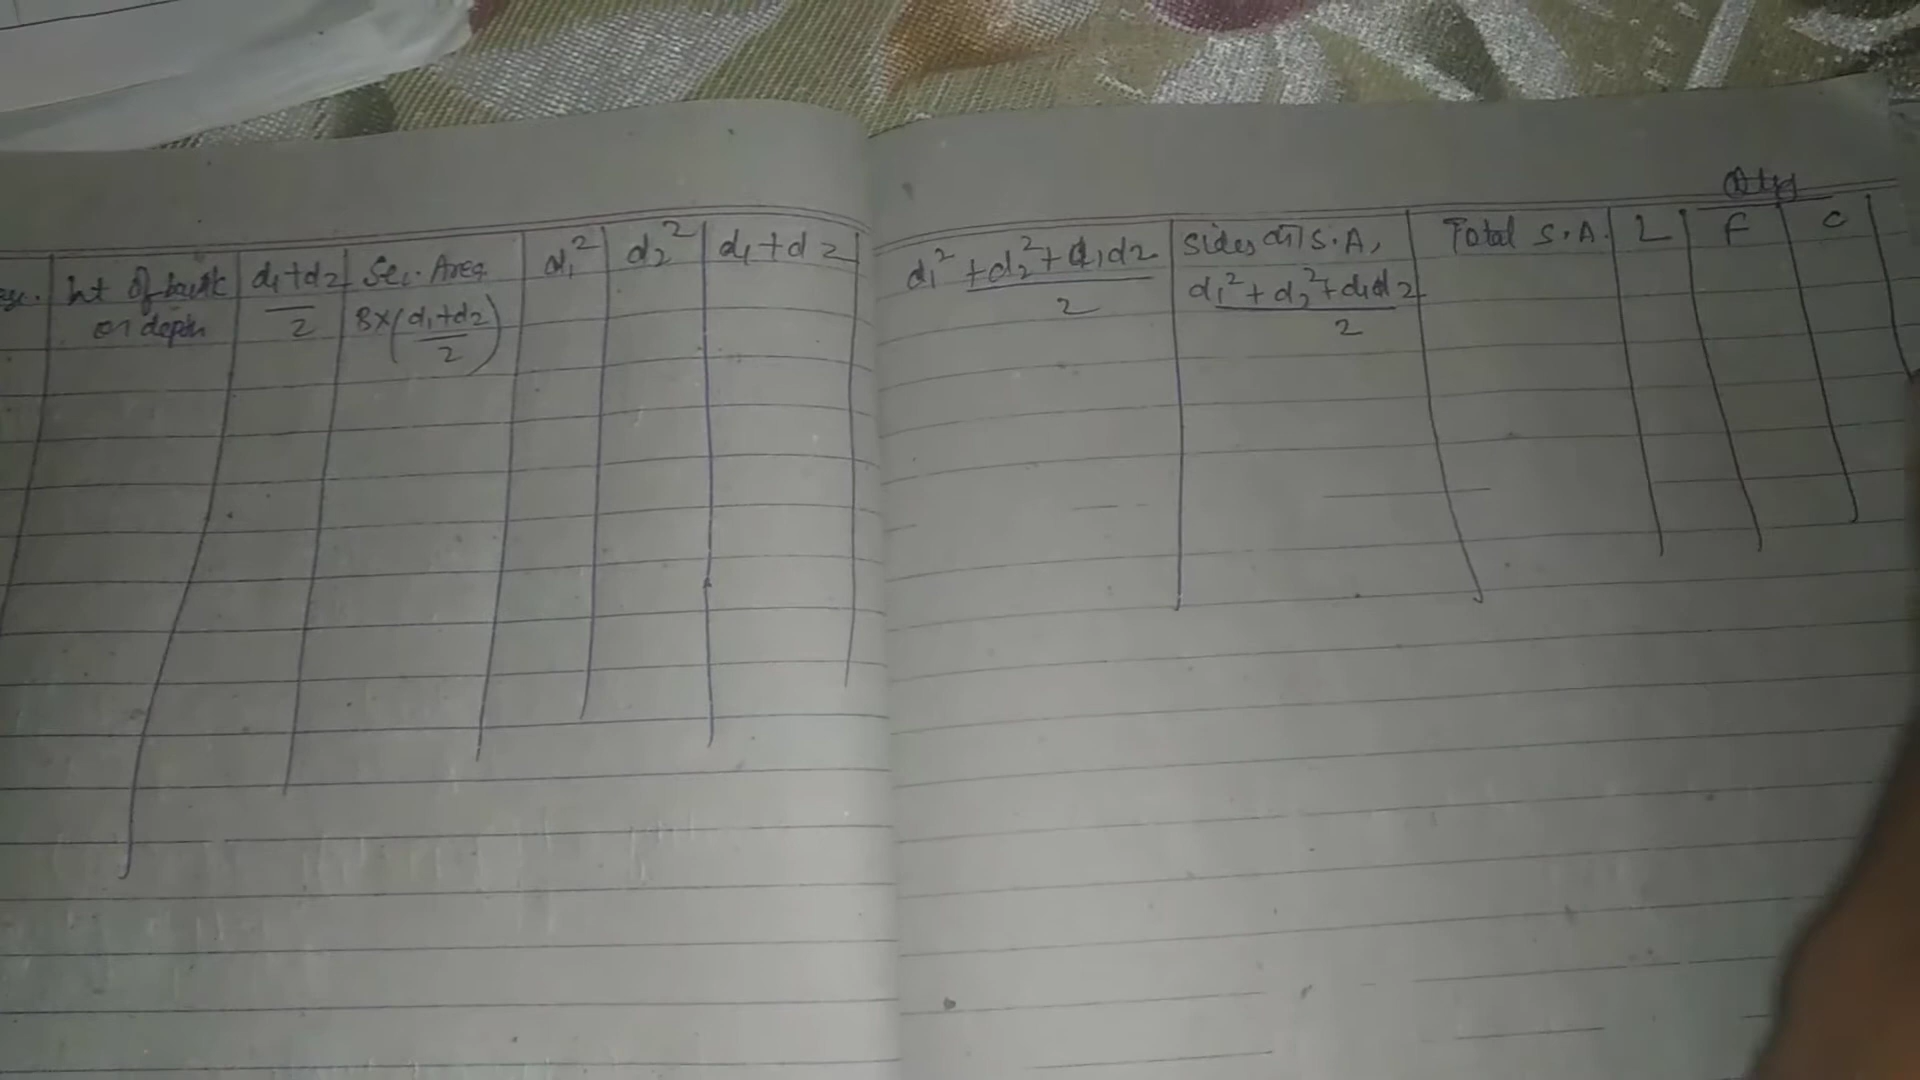 Qty
ht of bank
or depth
d1+d2
2
Sec. Area
B×(d1+d2
2)
d1²
d2²
d1+d2
d1²+d2²+d1d2
2
Sides का S.A,
d1²+d2²+d1d2
2
Total S.A.
L
F
C